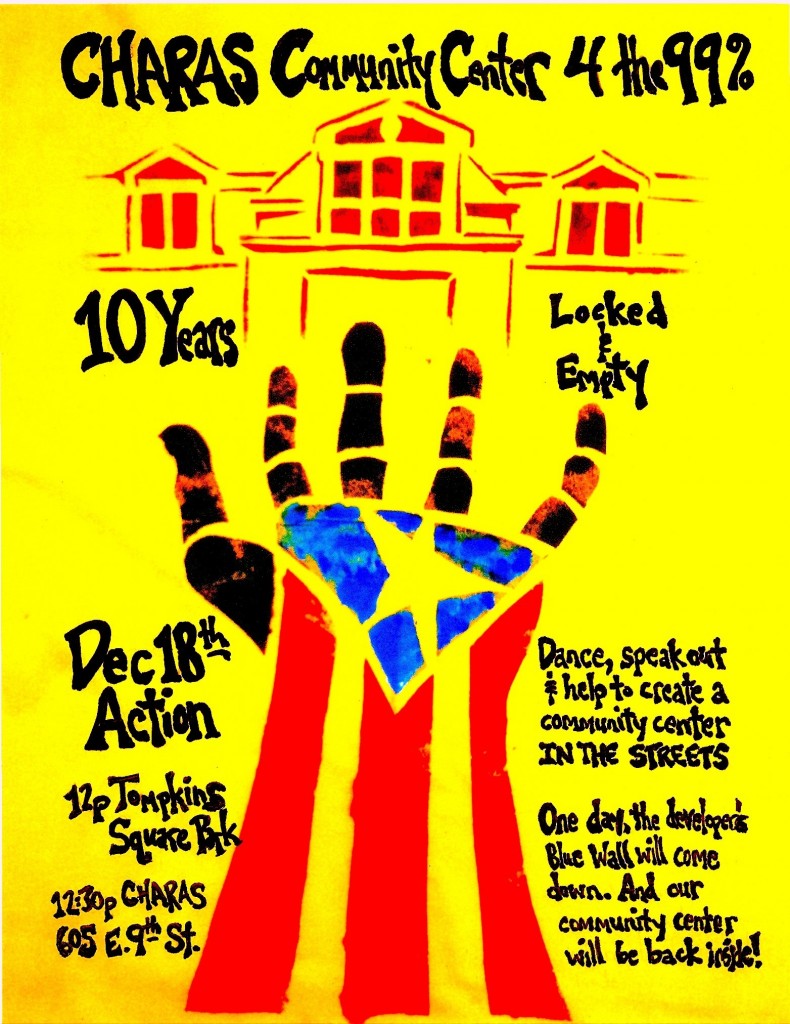 CHARAS Community Center 4 the 99%
10 Years
Locked
&
Empty
Dec 18th
Action
12p Tompkins
Square Prk
12:30p CHARAS
605 E. 9th St.
Dance, speak out
& help to create a
community center
IN THE STREETS
One day, the developer's
Blue Wall will come
down. And our
community center
will be back inside!